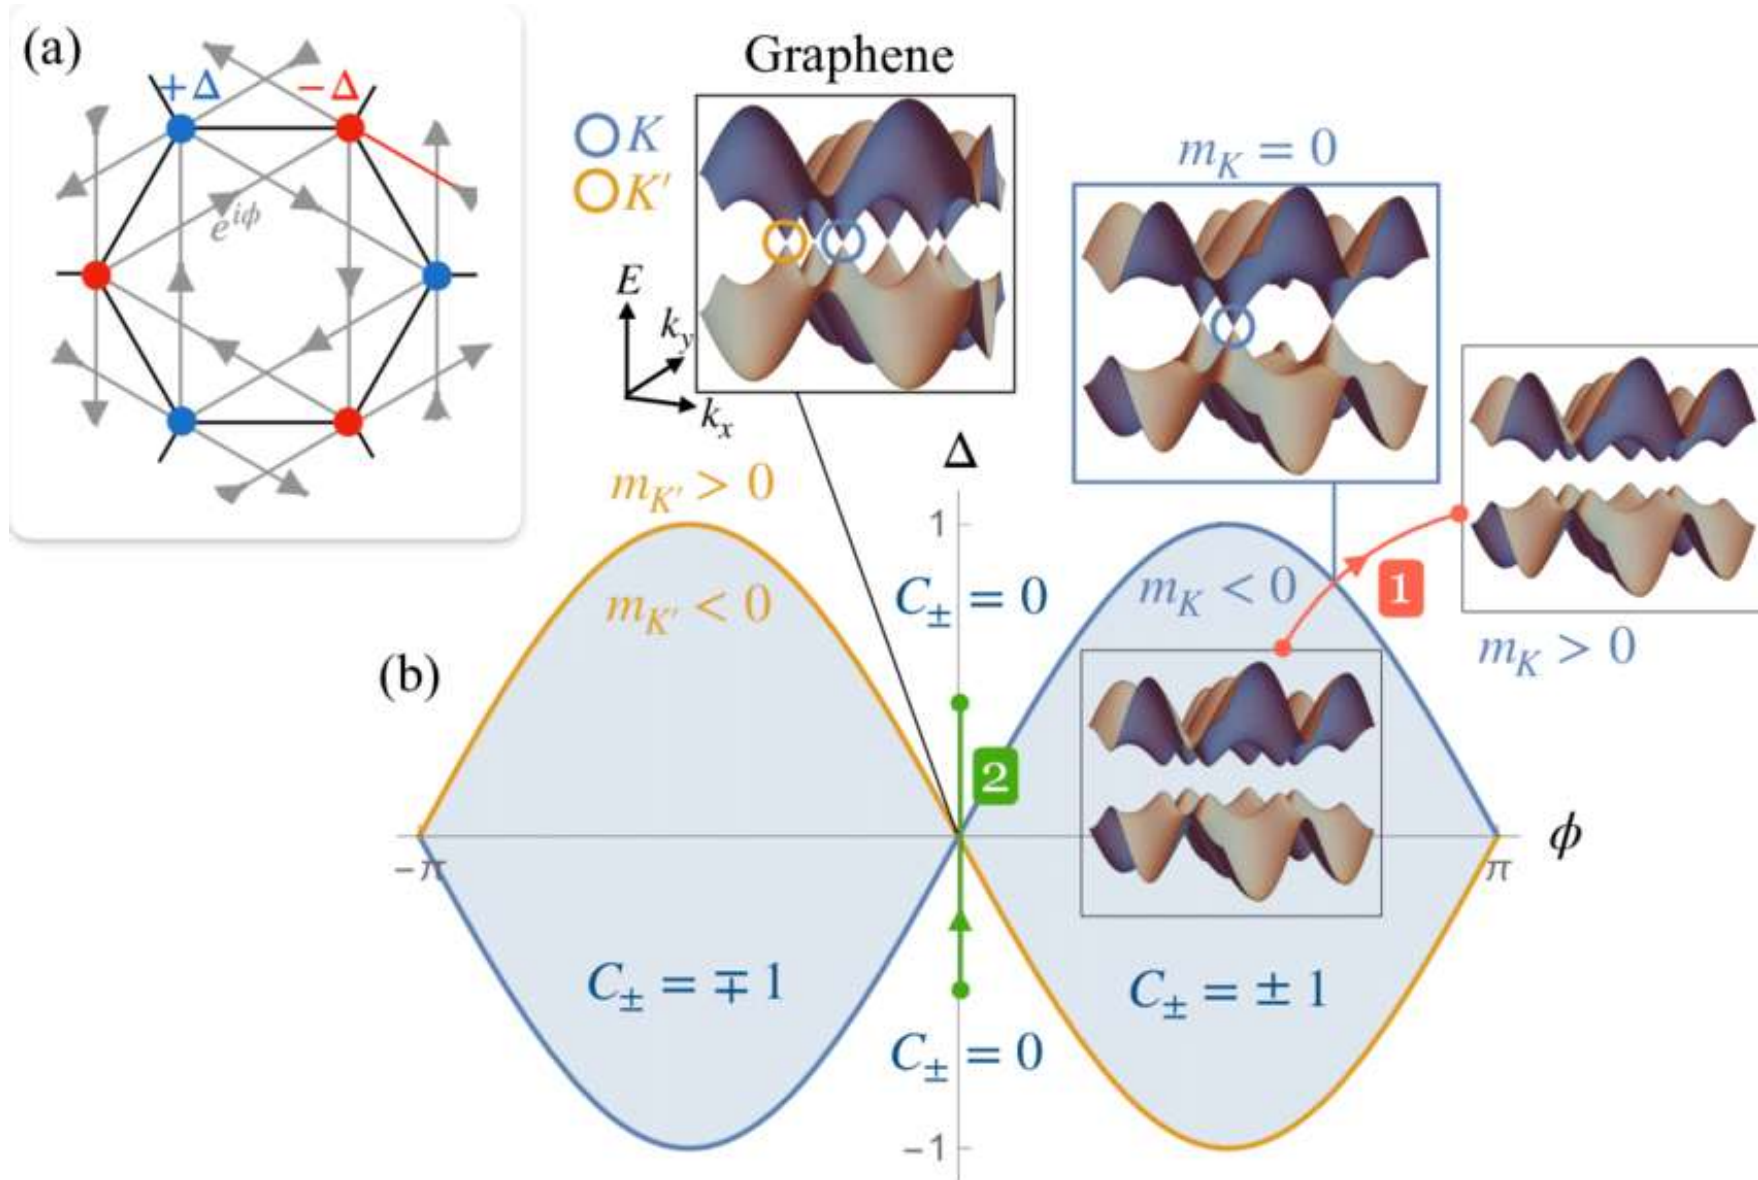 (a)
+Δ
−Δ
e^{iϕ}
Graphene
K
K′
E
k_y
k_x
m_K = 0
m_K > 0
1
m_{K′} > 0
m_{K′} < 0
Δ
1
C_± = 0
m_K < 0
(b)
2
−π
π
ϕ
C_± = ∓ 1
C_± = ± 1
C_± = 0
−1